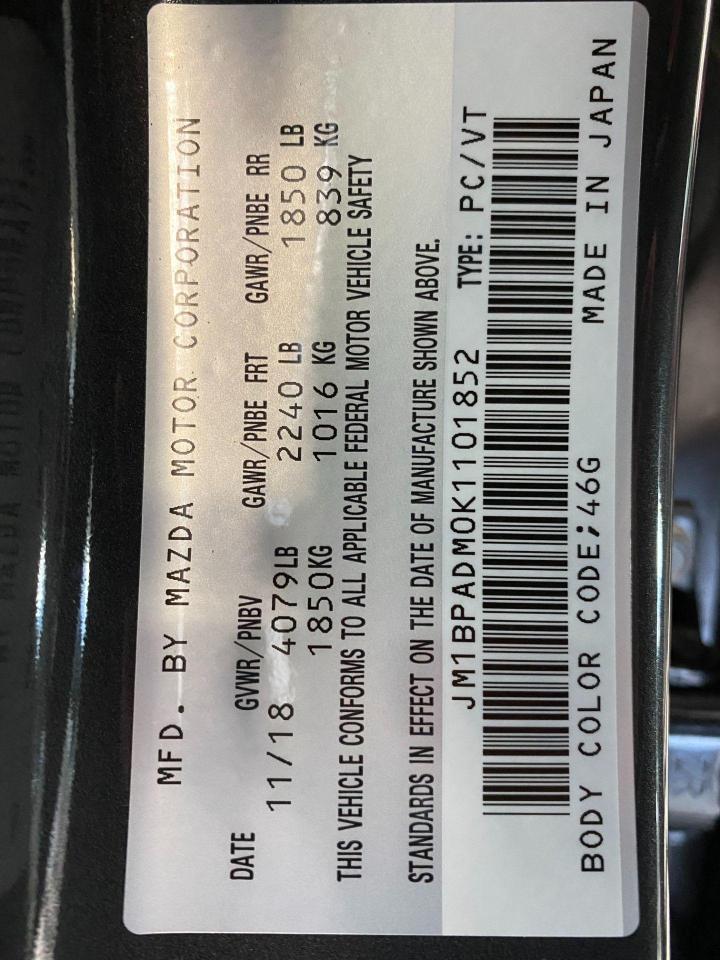 MFD. BY MAZDA MOTOR CORPORATION
DATE GVWR/PNBV GAWR/PNBE FRT GAWR/PNBE RR
11/18 4079LB 2240 LB 1850 LB
1850KG 1016 KG 839 KG
THIS VEHICLE CONFORMS TO ALL APPLICABLE FEDERAL MOTOR VEHICLE SAFETY
STANDARDS IN EFFECT ON THE DATE OF MANUFACTURE SHOWN ABOVE.
JM1BPADM0K1101852 TYPE: PC/VT
BODY COLOR CODE;46G MADE IN JAPAN